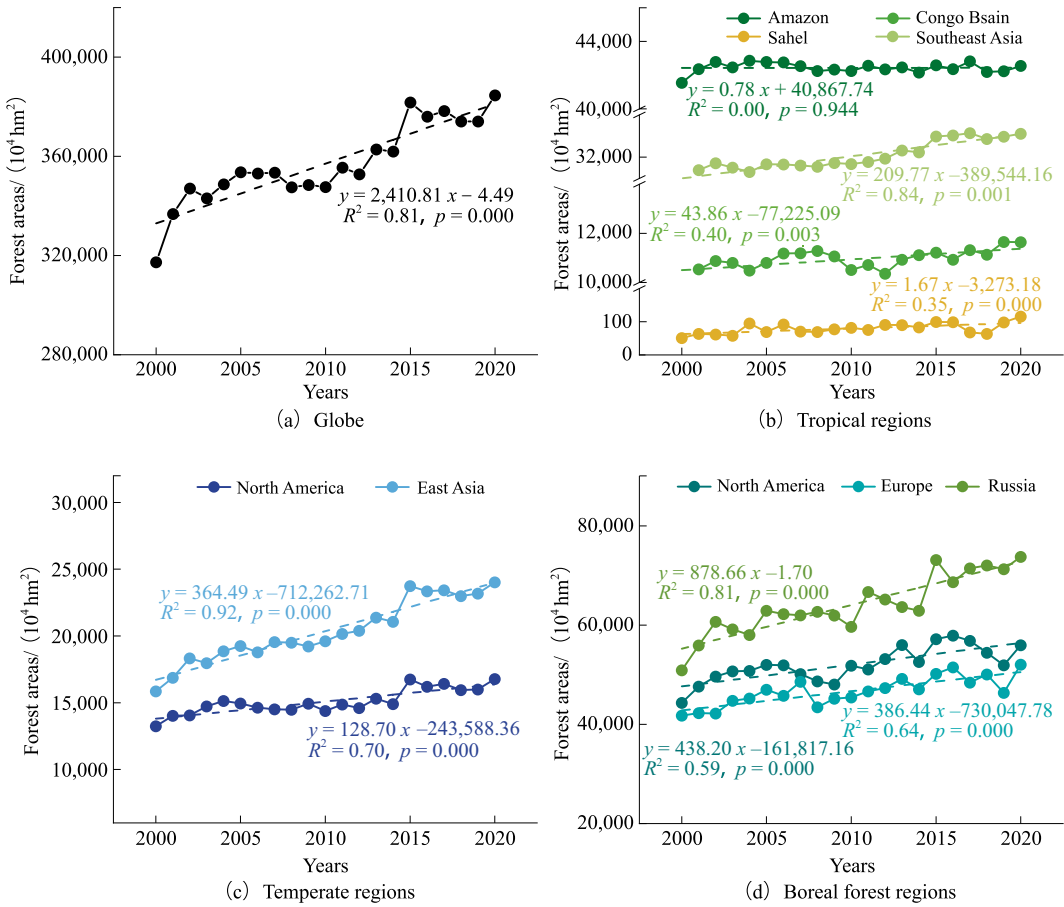 Forest areas/（10⁴ hm²）
400,000
360,000
320,000
280,000
y = 2,410.81 x – 4.49
R² = 0.81, p = 0.000
2000 2005 2010 2015 2020
Years
（a） Globe
Amazon Congo Bsain
Sahel Southeast Asia
Forest areas/（10⁴ hm²）
44,000
40,000
32,000
12,000
10,000
100
0
y = 0.78 x + 40,867.74
R² = 0.00, p = 0.944
y = 209.77 x –389,544.16
R² = 0.84, p = 0.001
y = 43.86 x –77,225.09
R² = 0.40, p = 0.003
y = 1.67 x –3,273.18
R² = 0.35, p = 0.000
2000 2005 2010 2015 2020
Years
（b） Tropical regions
North America East Asia
Forest areas/（10⁴ hm²）
30,000
25,000
20,000
15,000
10,000
y = 364.49 x –712,262.71
R² = 0.92, p = 0.000
y = 128.70 x –243,588.36
R² = 0.70, p = 0.000
2000 2005 2010 2015 2020
Years
（c） Temperate regions
North America Europe Russia
Forest areas/（10⁴ hm²）
80,000
60,000
40,000
20,000
y = 878.66 x –1.70
R² = 0.81, p = 0.000
y = 386.44 x –730,047.78
R² = 0.64, p = 0.000
y = 438.20 x –161,817.16
R² = 0.59, p = 0.000
2000 2005 2010 2015 2020
Years
（d） Boreal forest regions